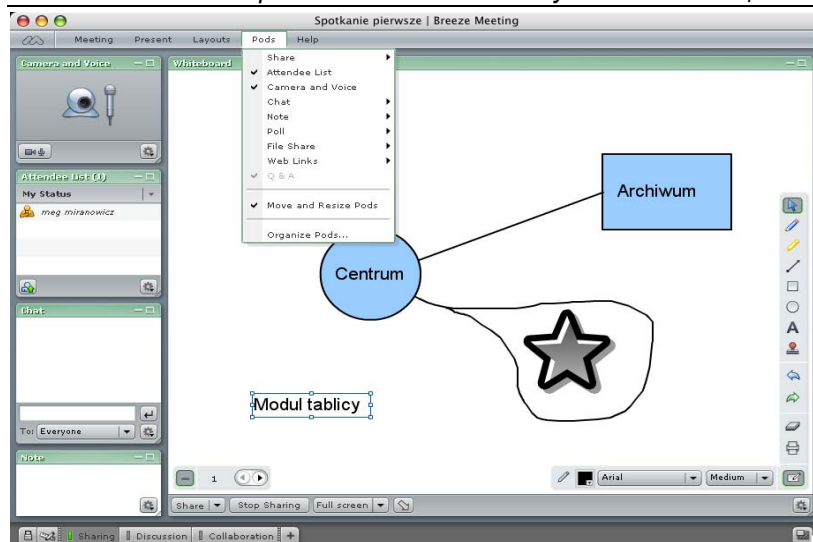 Spotkanie pierwsze | Breeze Meeting
Meeting Present Layouts Pods Help
Camera and Voice
Whiteboard
Share
Attendee List
Camera and Voice
Chat
Note
Poll
File Share
Web Links
Q & A
Move and Resize Pods
Organize Pods...
Attendee List (1)
My Status
meg miranowicz
Archiwum
Centrum
Chat
Modul tablicy
To: Everyone
Note
A
1
Arial
Medium
Share
Stop Sharing
Full screen
Sharing
Discussion
Collaboration
+